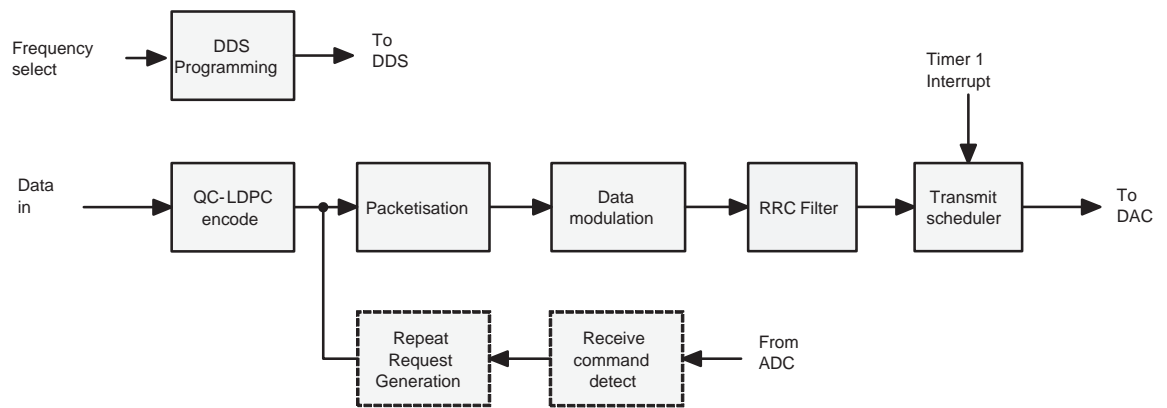 Frequency
select
DDS
Programming
To
DDS
Timer 1
Interrupt
Data
in
QC-LDPC
encode
Packetisation
Data
modulation
RRC Filter
Transmit
scheduler
To
DAC
Repeat
Request
Generation
Receive
command
detect
From
ADC